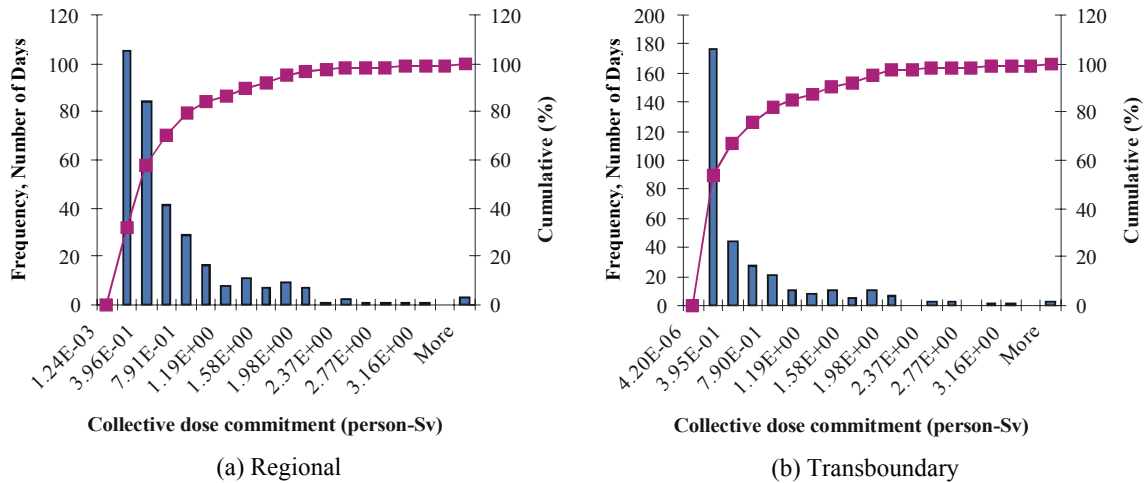 120
100
80
60
40
20
0
Frequency, Number of Days
120
100
80
60
40
20
0
Cumulative (%)
1.24E-03
3.96E-01
7.91E-01
1.19E+00
1.58E+00
1.98E+00
2.37E+00
2.77E+00
3.16E+00
More
Collective dose commitment (person-Sv)
(a) Regional
200
180
160
140
120
100
80
60
40
20
0
Frequency, Number of Days
120
100
80
60
40
20
0
Cumulative (%)
4.20E-06
3.95E-01
7.90E-01
1.19E+00
1.58E+00
1.98E+00
2.37E+00
2.77E+00
3.16E+00
More
Collective dose commitment (person-Sv)
(b) Transboundary